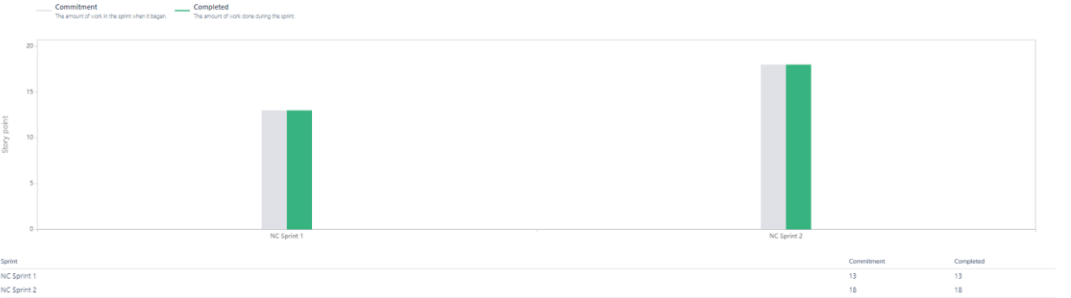 Commitment Completed
The amount of work in the sprint when it began. The amount of work done during the sprint.
20
15
10
5
0
Story point
NC Sprint 1 NC Sprint 2
Sprint Commitment Completed
NC Sprint 1 13 13
NC Sprint 2 18 18